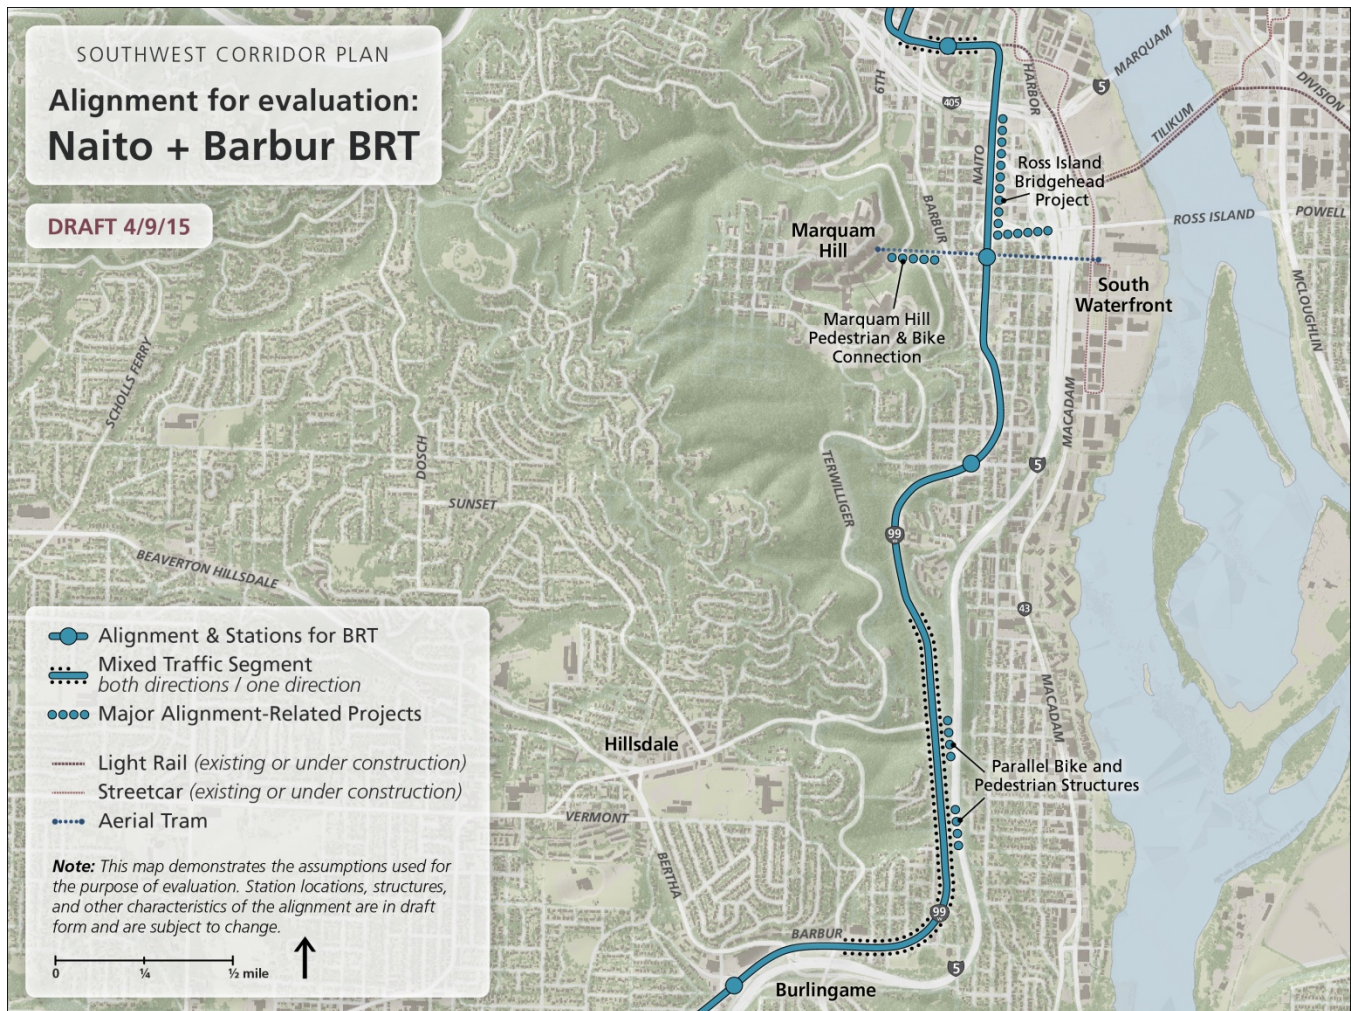 SOUTHWEST CORRIDOR PLAN
Alignment for evaluation:
Naito + Barbur BRT
DRAFT 4/9/15
6TH
405
HARBOR
5
MARQUAM
TILIKUM
DIVISION
NAITO
BARBUR
Ross Island
Bridgehead
Project
ROSS ISLAND
POWELL
Marquam
Hill
South
Waterfront
MCLOUGHLIN
Marquam Hill
Pedestrian & Bike
Connection
SCHOLLS FERRY
DOSCH
SUNSET
TERWILLIGER
MACADAM
5
99
BEAVERTON HILLSDALE
43
MACADAM
Alignment & Stations for BRT
Mixed Traffic Segment
both directions / one direction
Major Alignment-Related Projects
Light Rail (existing or under construction)
Streetcar (existing or under construction)
Aerial Tram
Note: This map demonstrates the assumptions used for
the purpose of evaluation. Station locations, structures,
and other characteristics of the alignment are in draft
form and are subject to change.
0 ¼ ½ mile
Hillsdale
Parallel Bike and
Pedestrian Structures
VERMONT
BERTHA
99
BARBUR
5
Burlingame